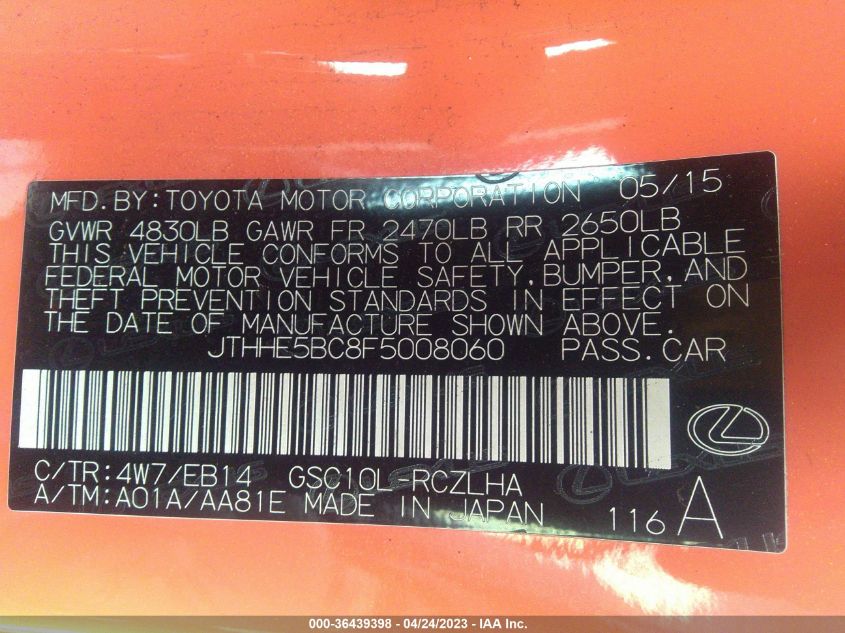 MFD.BY:TOYOTA MOTOR CORPORATION 05/15
GVWR 4830LB GAWR FR 2470LB RR 2650LB
THIS VEHICLE CONFORMS TO ALL APPLICABLE
FEDERAL MOTOR VEHICLE SAFETY,BUMPER,AND
THEFT PREVENTION STANDARDS IN EFFECT ON
THE DATE OF MANUFACTURE SHOWN ABOVE.
JTHHE5BC8F5008060 PASS.CAR
C/TR:4W7/EB14 GSC10L-RCZLHA
A/TM:A01A/AA81E MADE IN JAPAN 116 A
000-36439398 - 04/24/2023 - IAA Inc.